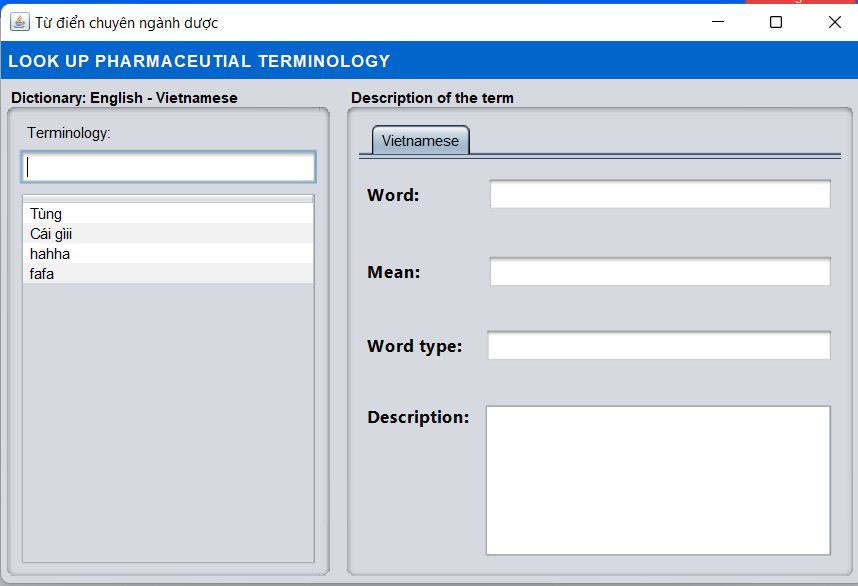 Từ điển chuyên ngành dược
LOOK UP PHARMACEUTIAL TERMINOLOGY
Dictionary: English - Vietnamese
Terminology:
Tùng
Cái gìii
hahha
fafa
Description of the term
Vietnamese
Word:
Mean:
Word type:
Description: